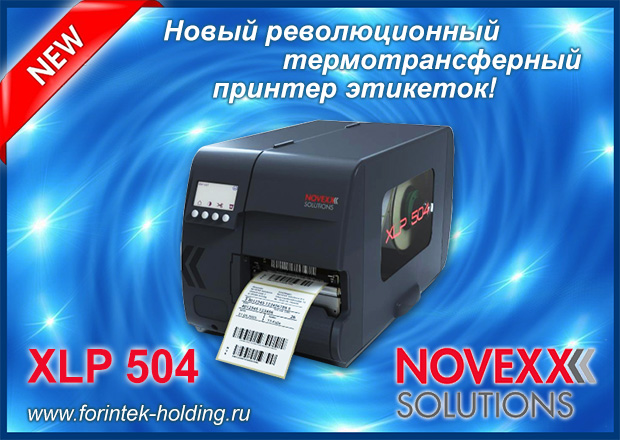 NEW
Новый революционный
термотрансферный
принтер этикеток!
NOVEXX
SOLUTIONS
XLP 504
XLP 504
NOVEXX
SOLUTIONS
www.forintek-holding.ru